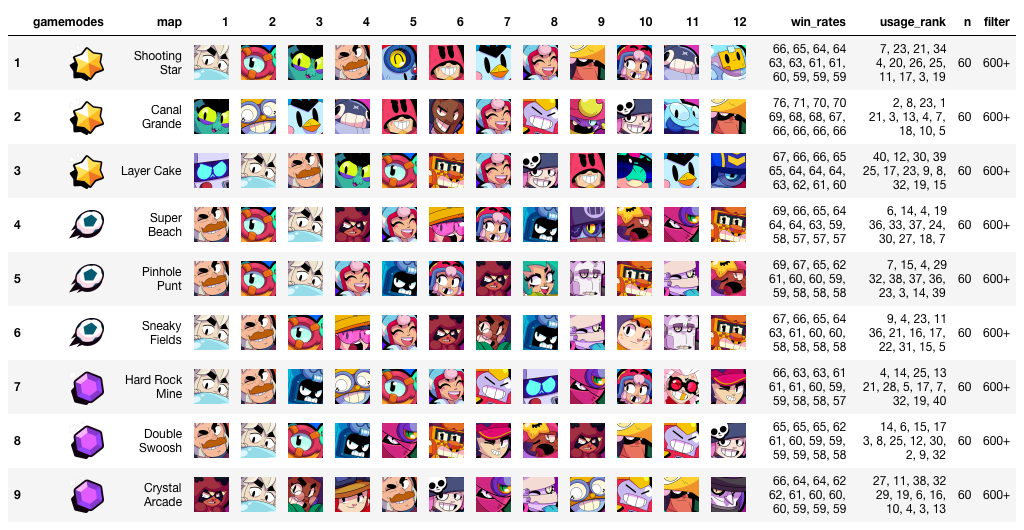 gamemodes map 1 2 3 4 5 6 7 8 9 10 11 12 win_rates usage_rank n filter
1 Shooting Star 66, 65, 64, 64 63, 63, 61, 61, 60, 59, 59, 59 7, 23, 21, 34 4, 20, 26, 25, 11, 17, 3, 19 60 600+
2 Canal Grande 76, 71, 70, 70 69, 68, 68, 67, 66, 66, 66, 66 2, 8, 23, 1 21, 3, 13, 4, 7, 18, 10, 5 60 600+
3 Layer Cake 67, 66, 66, 65 65, 64, 64, 64, 63, 62, 61, 60 40, 12, 30, 39 25, 17, 23, 9, 8, 32, 19, 15 60 600+
4 Super Beach 69, 66, 65, 64 64, 64, 63, 59, 58, 57, 57, 57 6, 14, 4, 19 36, 33, 37, 24, 30, 27, 18, 7 60 600+
5 Pinhole Punt 69, 67, 65, 62 61, 60, 60, 59, 59, 58, 58, 58 7, 15, 4, 29 32, 38, 37, 36, 23, 3, 14, 39 60 600+
6 Sneaky Fields 67, 66, 65, 64 63, 61, 60, 60, 58, 58, 58, 58 9, 4, 23, 11 36, 21, 16, 17, 22, 31, 15, 5 60 600+
7 Hard Rock Mine 66, 63, 63, 61 61, 61, 60, 59, 59, 58, 58, 57 4, 14, 25, 13 21, 28, 5, 17, 7, 32, 19, 40 60 600+
8 Double Swoosh 65, 65, 65, 62 61, 60, 59, 59, 59, 59, 58, 58 14, 6, 15, 17 3, 8, 25, 12, 30, 2, 9, 32 60 600+
9 Crystal Arcade 66, 64, 64, 62 62, 61, 60, 60, 60, 59, 59, 59 27, 11, 38, 32 29, 19, 6, 16, 10, 4, 3, 13 60 600+